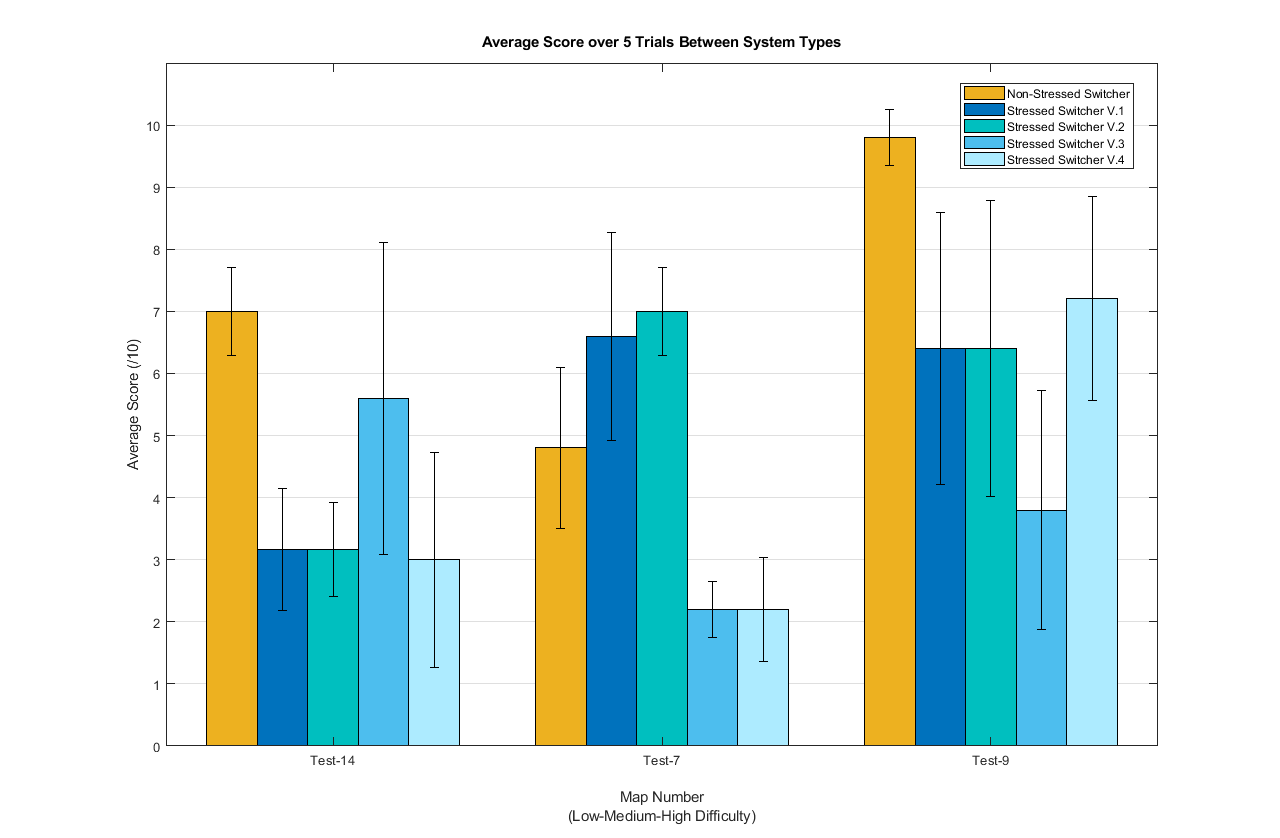 Average Score over 5 Trials Between System Types
Non-Stressed Switcher
Stressed Switcher V.1
Stressed Switcher V.2
Stressed Switcher V.3
Stressed Switcher V.4
Average Score (/10)
10
9
8
7
6
5
4
3
2
1
0
Test-14 Test-7 Test-9
Map Number
(Low-Medium-High Difficulty)